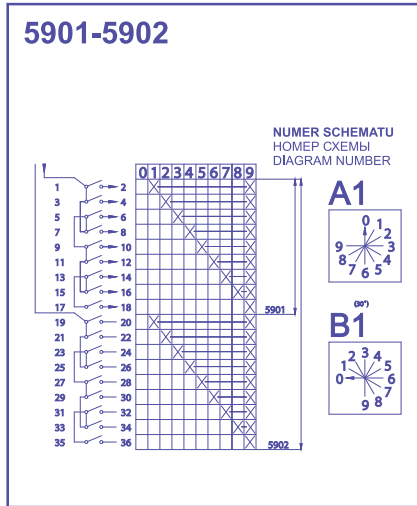 5901-5902
NUMER SCHEMATU
НОМЕР СХЕМЫ
DIAGRAM NUMBER
0 1 2 3 4 5 6 7 8 9
1 2
3 4
5 6
7 8
9 10
11 12
13 14
15 16
17 18
5901
19 20
21 22
23 24
25 26
27 28
29 30
31 32
33 34
35 36
5902
A1
0 1 2 3 4 5 6 7 8 9
B1
(30°)
0 1 2 3 4 5 6 7 8 9